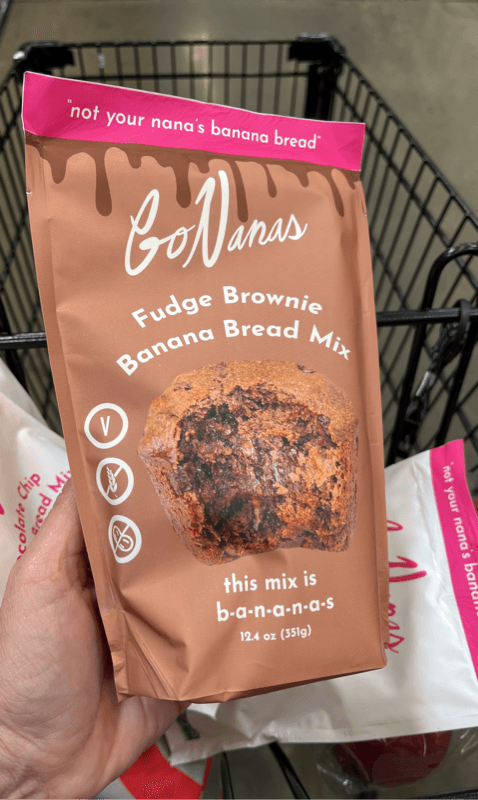 "not your nana's banana bread"
GoNanas
Fudge Brownie
Banana Bread Mix
V
this mix is
b-a-n-a-n-a-s
12.4 oz (351g)
Chip
"not your nana's